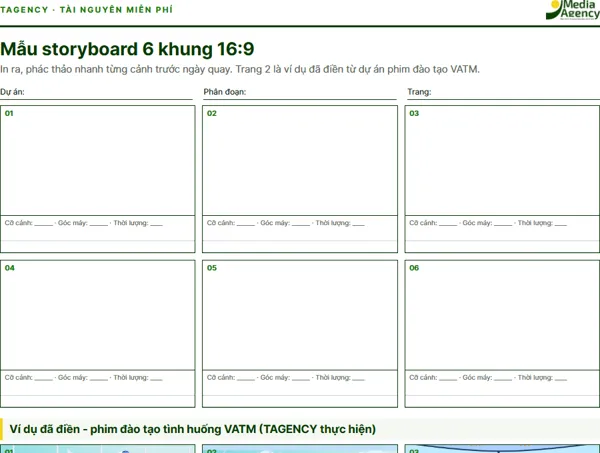 TAGENCY · TÀI NGUYÊN MIỄN PHÍ
Media
Agency
Mẫu storyboard 6 khung 16:9
In ra, phác thảo nhanh từng cảnh trước ngày quay. Trang 2 là ví dụ đã điền từ dự án phim đào tạo VATM.
Dự án: Phân đoạn: Trang:
01 02 03
Cỡ cảnh: _____ · Góc máy: _____ · Thời lượng: ___ Cỡ cảnh: _____ · Góc máy: _____ · Thời lượng: ___ Cỡ cảnh: _____ · Góc máy: _____ · Thời lượng: ___
04 05 06
Cỡ cảnh: _____ · Góc máy: _____ · Thời lượng: ___ Cỡ cảnh: _____ · Góc máy: _____ · Thời lượng: ___ Cỡ cảnh: _____ · Góc máy: _____ · Thời lượng: ___
Ví dụ đã điền - phim đào tạo tình huống VATM (TAGENCY thực hiện)
01 02 03